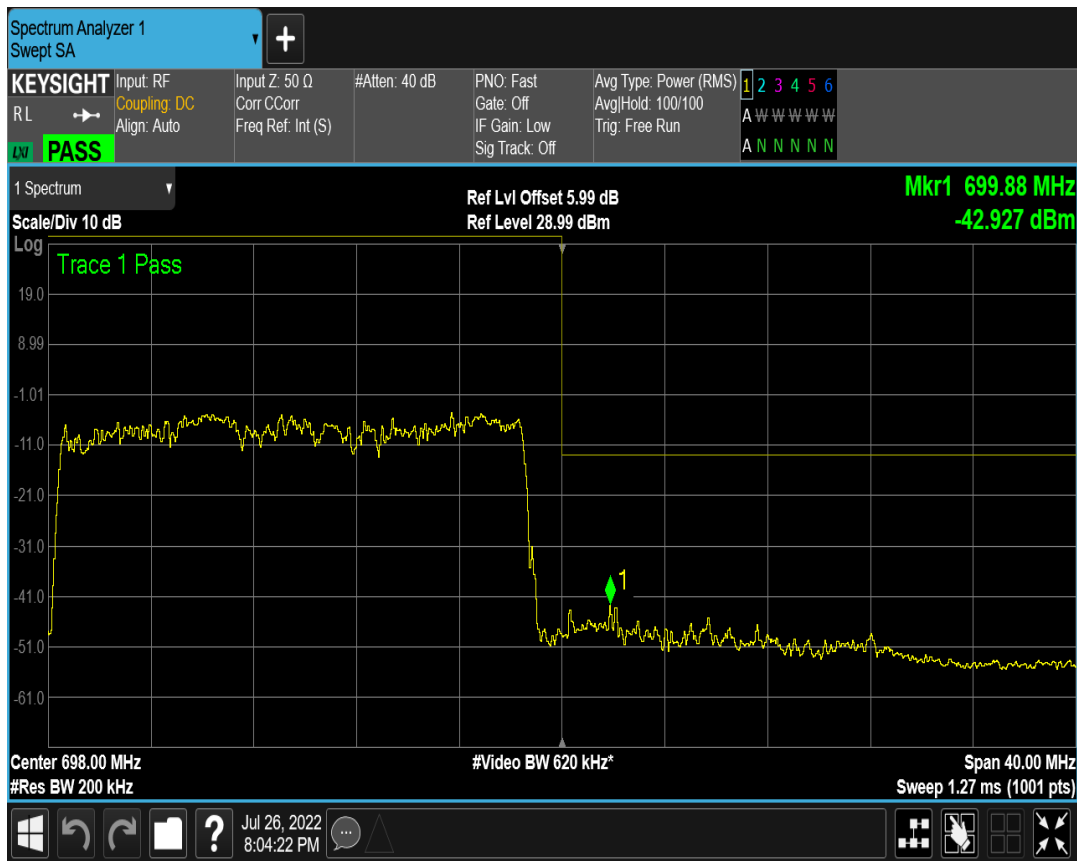 Spectrum Analyzer 1
Swept SA
+
KEYSIGHT
RL
LXI PASS
Input: RF
Coupling: DC
Align: Auto
Input Z: 50 Ω
Corr CCorr
Freq Ref: Int (S)
#Atten: 40 dB
PNO: Fast
Gate: Off
IF Gain: Low
Sig Track: Off
Avg Type: Power (RMS)
Avg|Hold: 100/100
Trig: Free Run
1 2 3 4 5 6
A W W W W W
A N N N N N
1 Spectrum
Scale/Div 10 dB
Ref Lvl Offset 5.99 dB
Ref Level 28.99 dBm
Mkr1 699.88 MHz
-42.927 dBm
Log
Trace 1 Pass
19.0
8.99
-1.01
-11.0
-21.0
-31.0
-41.0
-51.0
-61.0
1
Center 698.00 MHz
#Video BW 620 kHz*
Span 40.00 MHz
#Res BW 200 kHz
Sweep 1.27 ms (1001 pts)
?
Jul 26, 2022
8:04:22 PM